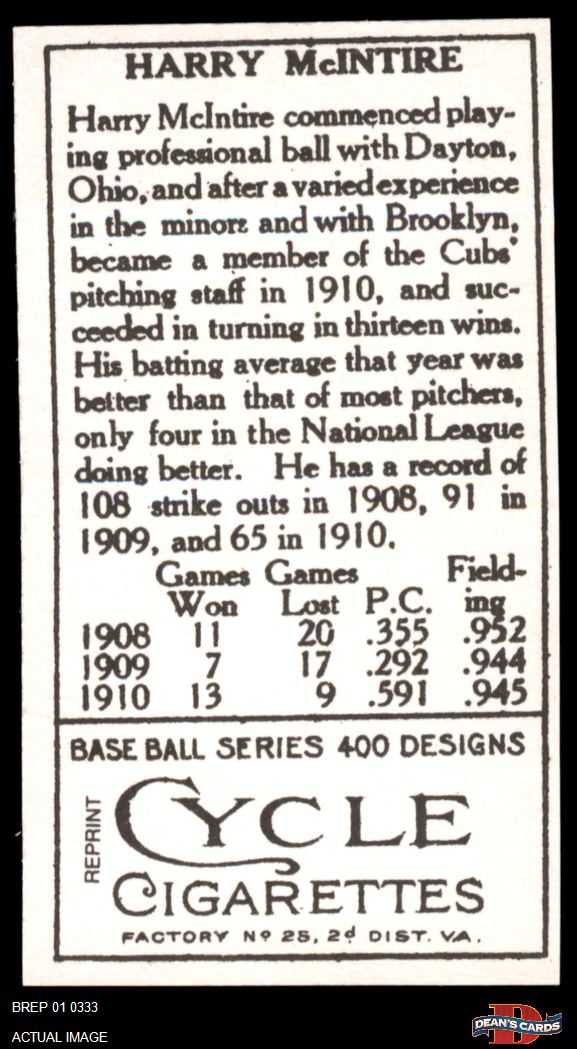 HARRY McINTIRE
Harry McIntire commenced play-
ing professional ball with Dayton,
Ohio, and after a varied experience
in the minors and with Brooklyn,
became a member of the Cubs'
pitching staff in 1910, and suc-
ceeded in turning in thirteen wins.
His batting average that year was
better than that of most pitchers,
only four in the National League
doing better. He has a record of
108 strike outs in 1908, 91 in
1909, and 65 in 1910.
Games Games Field-
Won Lost P.C. ing
1908 11 20 .355 .952
1909 7 17 .292 .944
1910 13 9 .591 .945
BASE BALL SERIES 400 DESIGNS
REPRINT
CYCLE
CIGARETTES
FACTORY Nº 25, 2d DIST. VA.
BREP 01 0333
ACTUAL IMAGE
D
DEAN'S CARDS